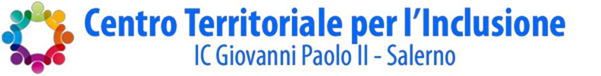 Centro Territoriale per l'Inclusione
IC Giovanni Paolo II - Salerno